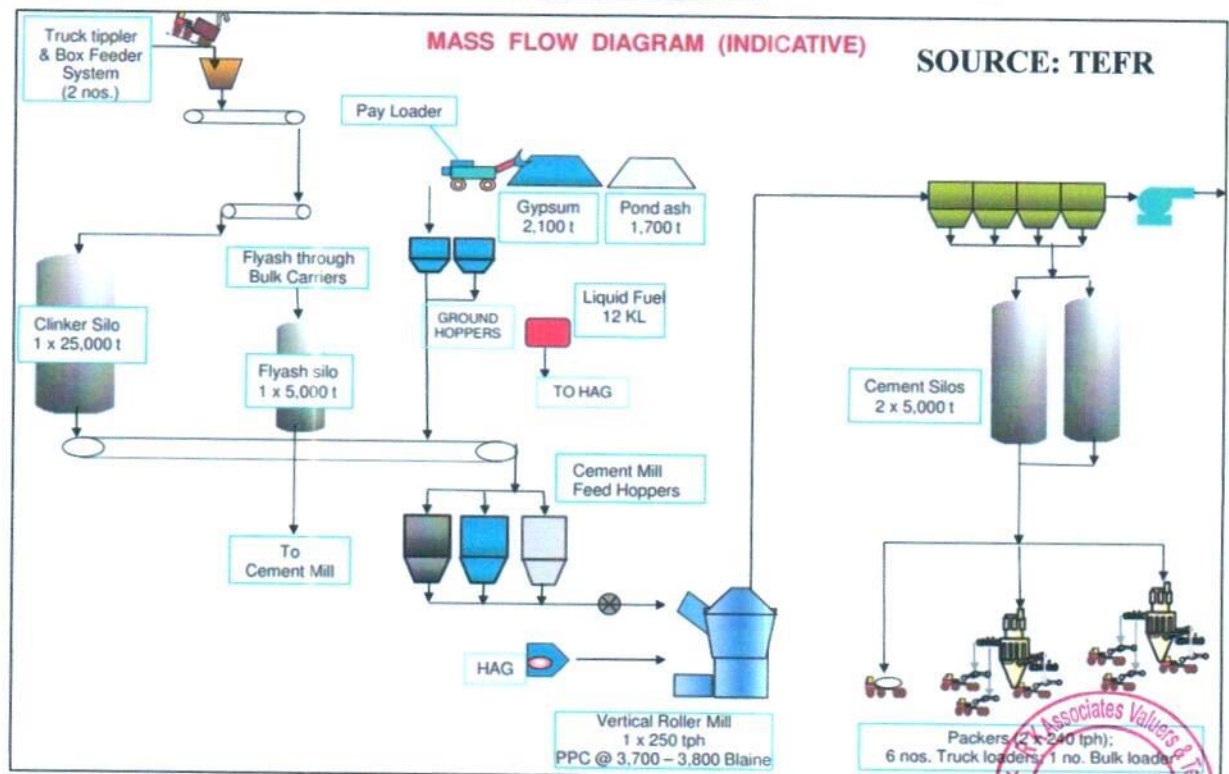 MASS FLOW DIAGRAM (INDICATIVE)
SOURCE: TEFR
Truck tippler
& Box Feeder
System
(2 nos.)
Pay Loader
Gypsum
2,100 t
Pond ash
1,700 t
Flyash through
Bulk Carriers
Clinker Silo
1 x 25,000 t
Flyash silo
1 x 5,000 t
GROUND
HOPPERS
Liquid Fuel
12 KL
TO HAG
Cement Silos
2 x 5,000 t
Cement Mill
Feed Hoppers
To
Cement Mill
HAG
Vertical Roller Mill
1 x 250 tph
PPC @ 3,700 – 3,800 Blaine
Packers (2 x 240 tph);
6 nos. Truck loaders, 1 no. Bulk loader
Associates Valuers &